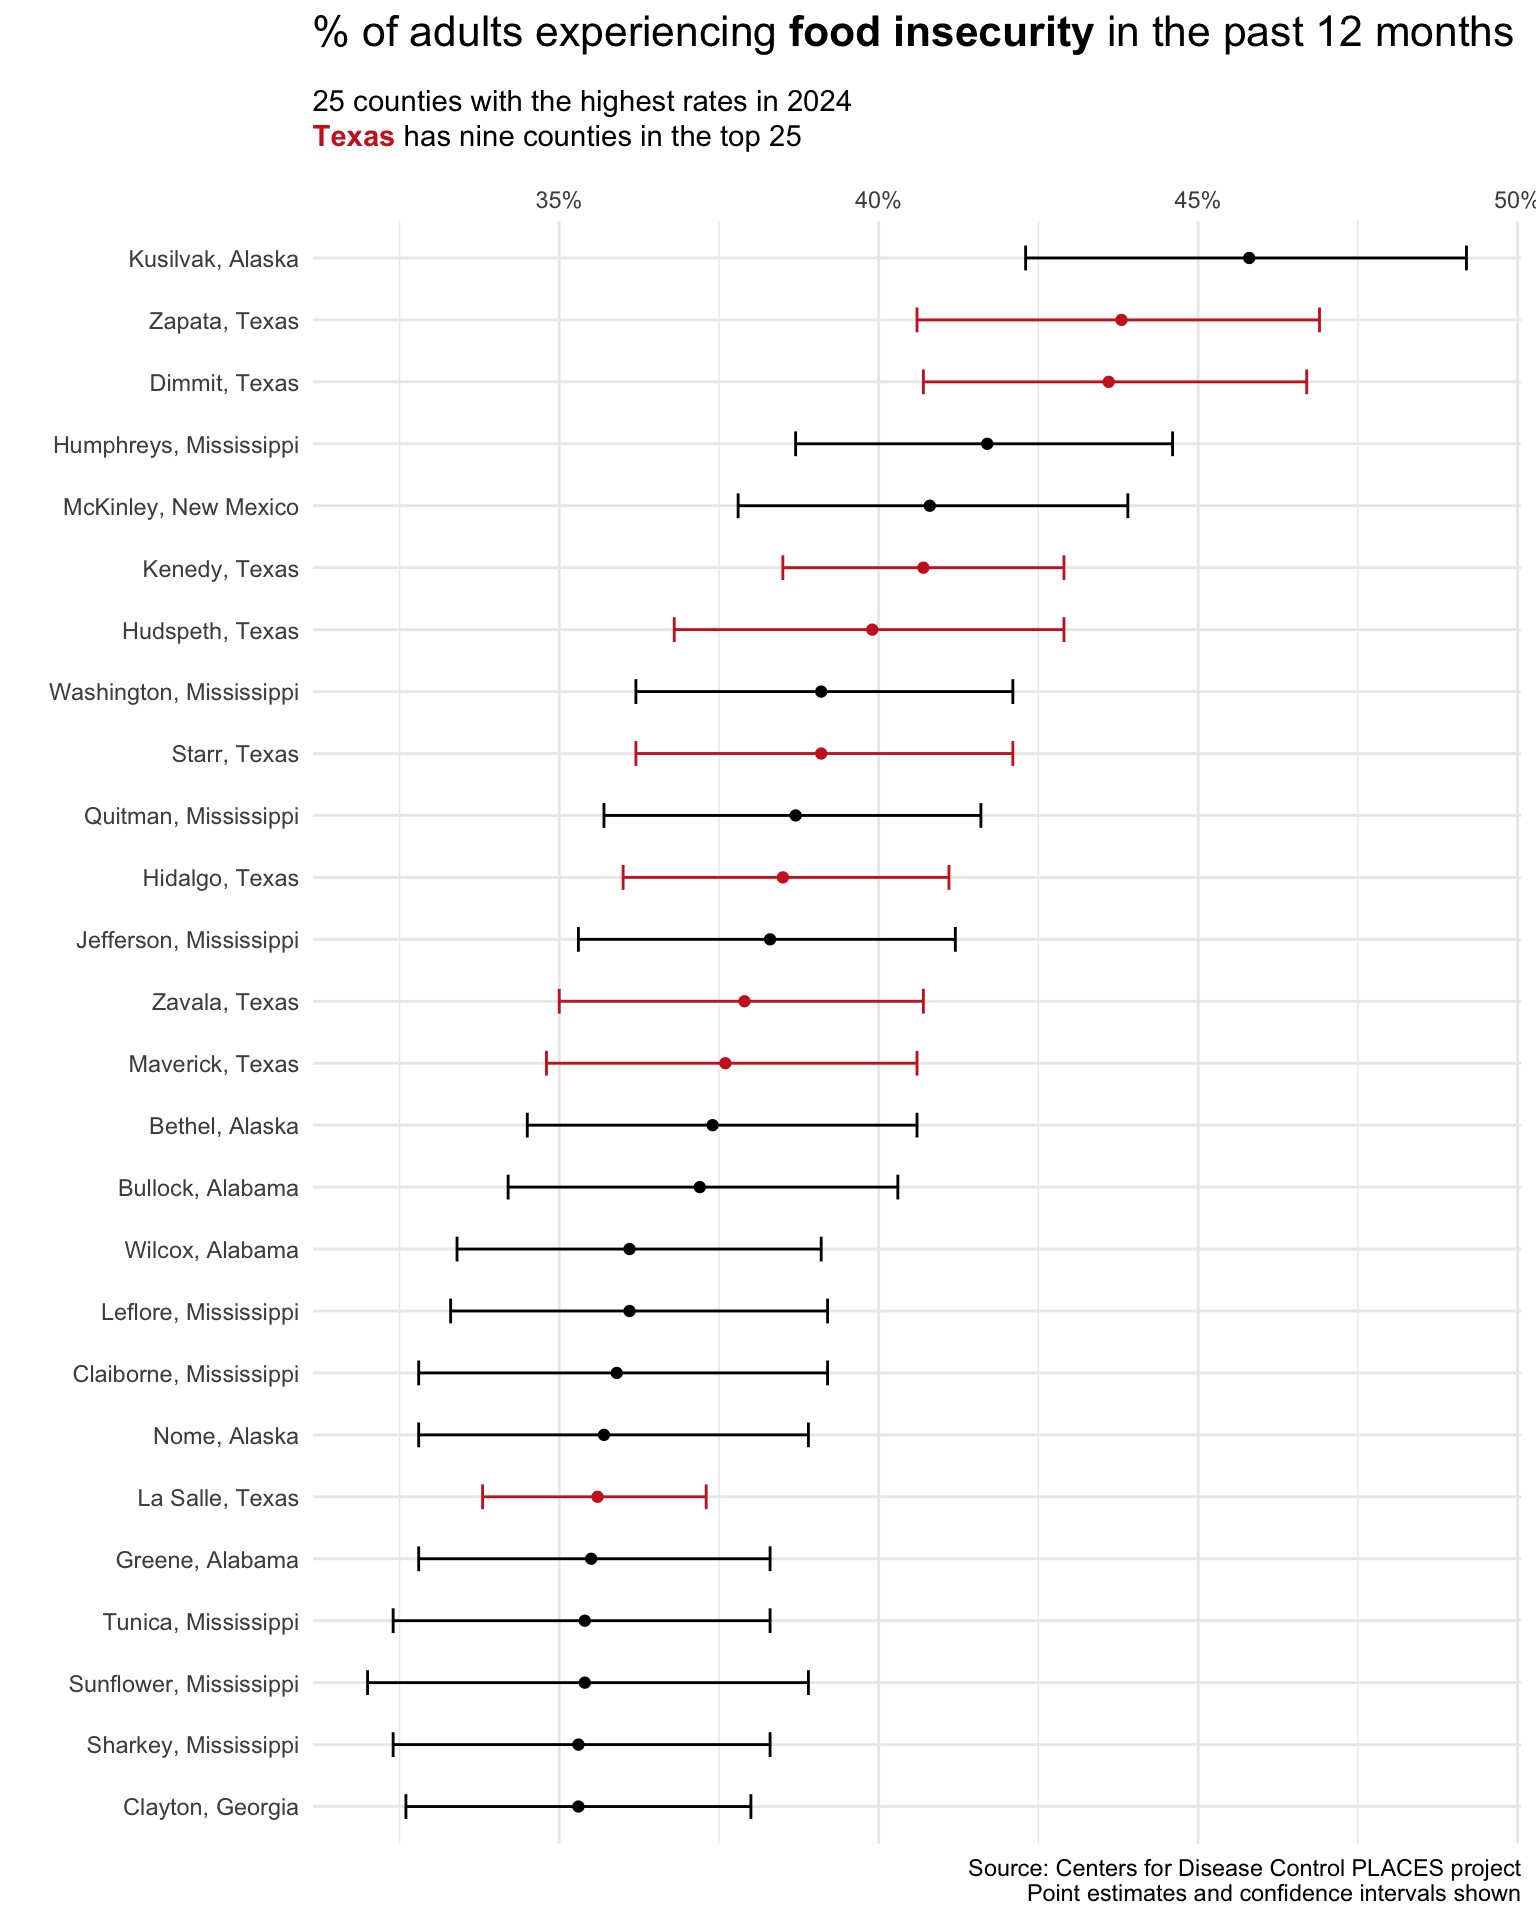 % of adults experiencing food insecurity in the past 12 months
25 counties with the highest rates in 2024
Texas has nine counties in the top 25
35% 40% 45% 50%
Kusilvak, Alaska
Zapata, Texas
Dimmit, Texas
Humphreys, Mississippi
McKinley, New Mexico
Kenedy, Texas
Hudspeth, Texas
Washington, Mississippi
Starr, Texas
Quitman, Mississippi
Hidalgo, Texas
Jefferson, Mississippi
Zavala, Texas
Maverick, Texas
Bethel, Alaska
Bullock, Alabama
Wilcox, Alabama
Leflore, Mississippi
Claiborne, Mississippi
Nome, Alaska
La Salle, Texas
Greene, Alabama
Tunica, Mississippi
Sunflower, Mississippi
Sharkey, Mississippi
Clayton, Georgia
Source: Centers for Disease Control PLACES project
Point estimates and confidence intervals shown